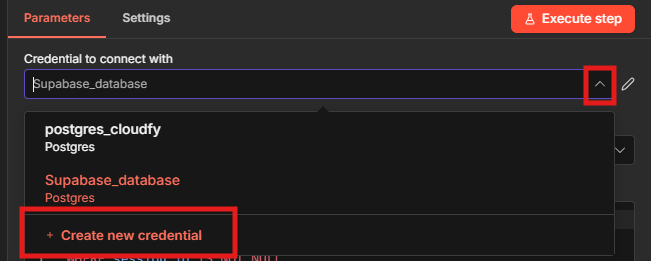 Parameters Settings
Execute step
Credential to connect with
Supabase_database
postgres_cloudfy
Postgres
Supabase_database
Postgres
+ Create new credential